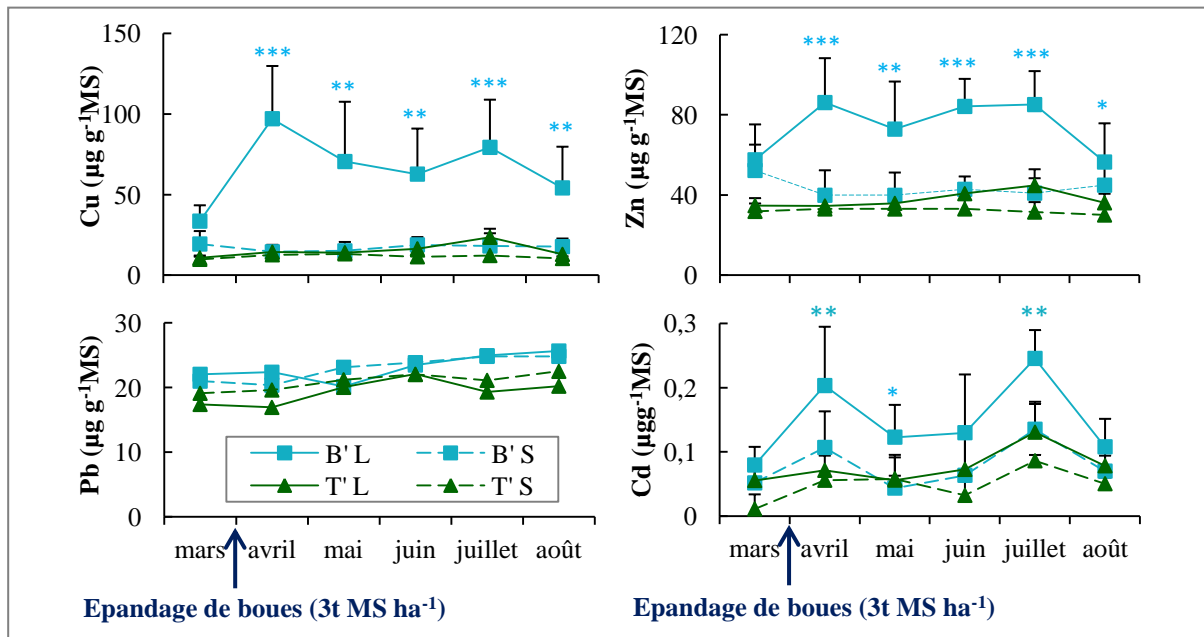 150
100
50
0
Cu (µg g-1MS)
***
**
**
***
**
120
80
40
0
Zn (µg g-1MS)
***
**
***
***
*
30
20
10
0
Pb (µg g-1MS)
B' L
B' S
T' L
T' S
mars
avril
mai
juin
juillet
août
Epandage de boues (3t MS ha-1)
0,3
0,2
0,1
0
Cd (µgg-1MS)
**
*
**
mars
avril
mai
juin
juillet
août
Epandage de boues (3t MS ha-1)